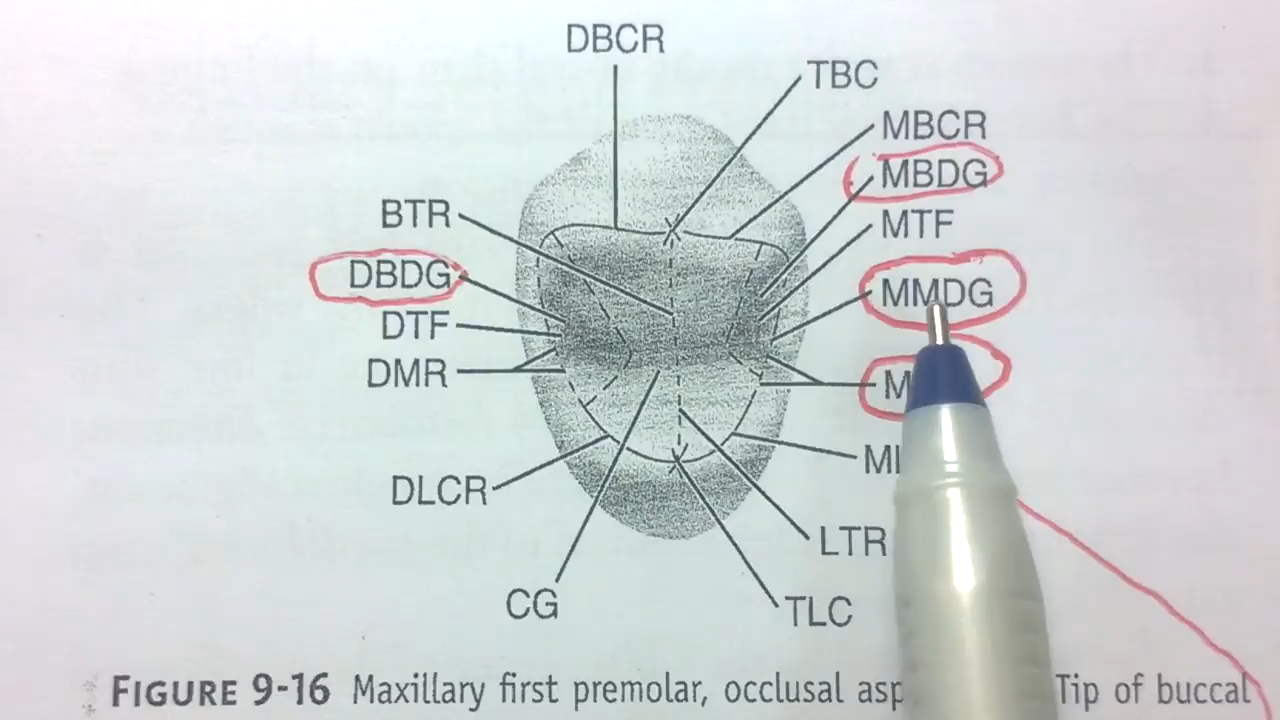 DBCR
TBC
MBCR
MBDG
BTR
MTF
DBDG
MMDG
DTF
DMR
DLCR
LTR
CG
TLC
FIGURE 9-16 Maxillary first premolar, occlusal Tip of buccal